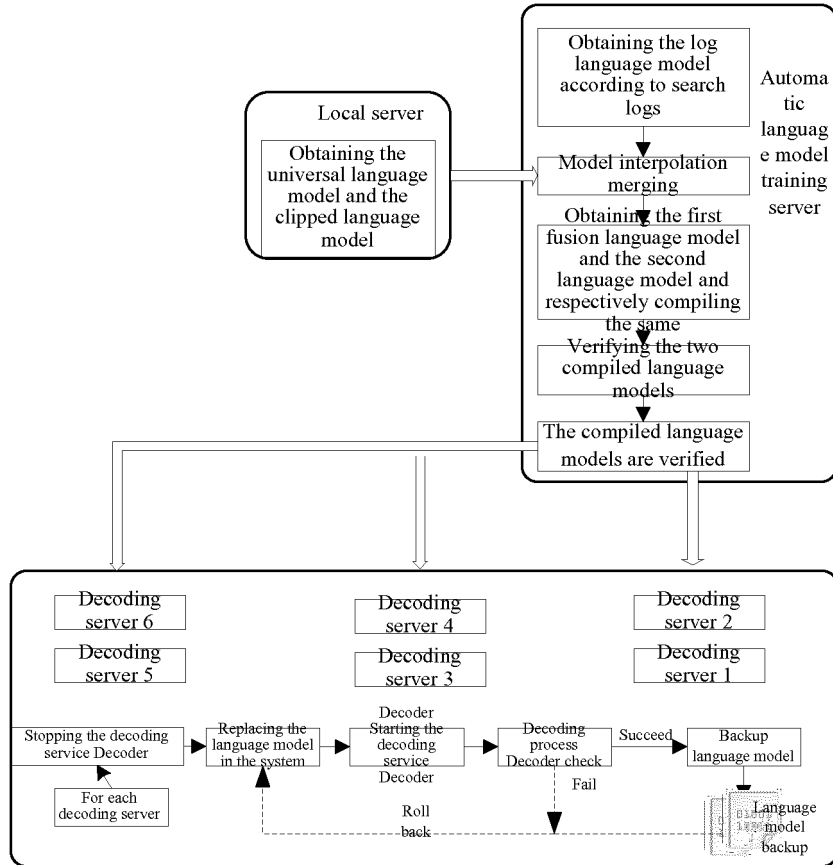 Obtaining the log
language model
according to search
logs
Automa
tic
languag
e model
training
server
Local server
Obtaining the
universal language
model and the
clipped language
model
Model interpolation
merging
Obtaining the first
fusion language model
and the second
language model and
respectively compiling
the same
Verifying the two
compiled language
models
The compiled language
models are verified
Decoding
server 6
Decoding
server 4
Decoding
server 2
Decoding
server 5
Decoding
server 3
Decoding
server 1
Stopping the decoding
service Decoder
Replacing the
language model
in the system
Decoder
Starting the
decoding
service
Decoder
Decoding
process
Decoder check
Succeed
Backup
language model
For each
decoding server
Fail
Roll
back
Language
model
backup